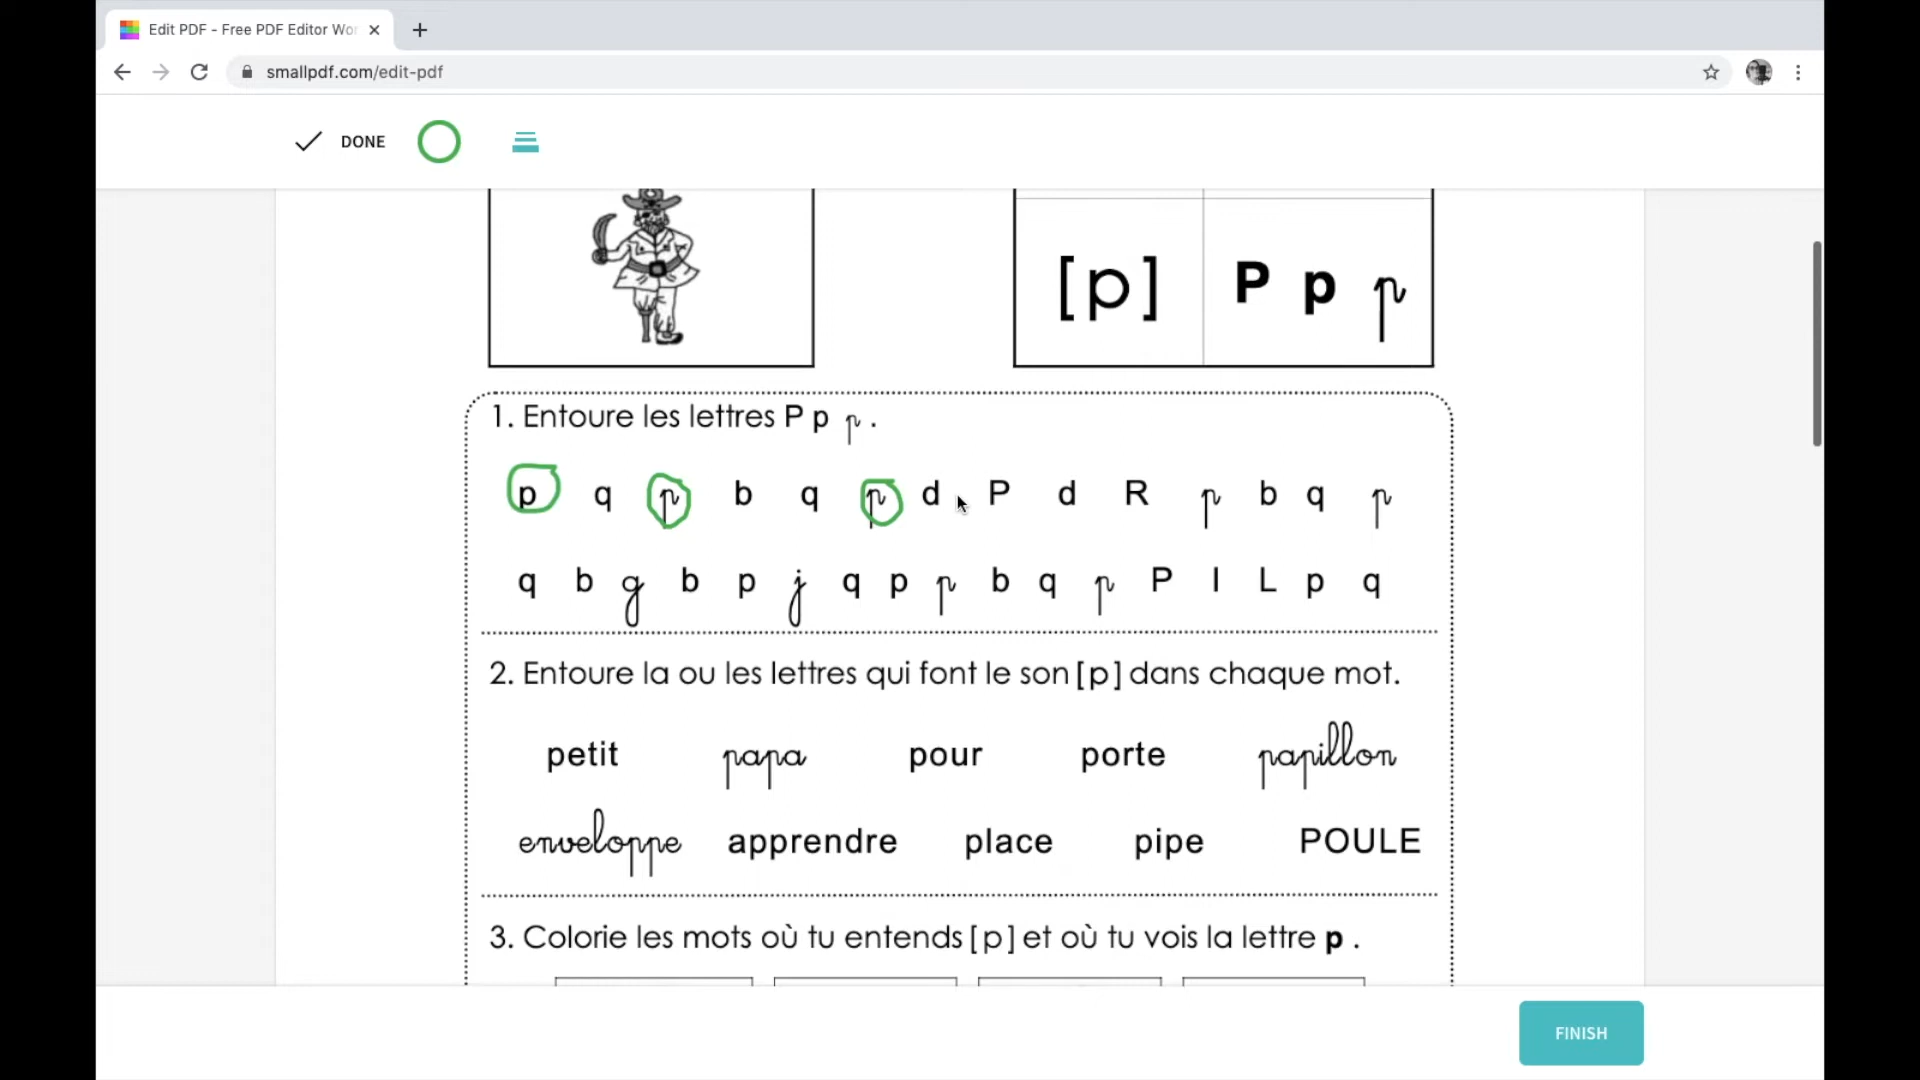 Edit PDF - Free PDF Editor Wor
smallpdf.com/edit-pdf
DONE
[p] P p p
1. Entoure les lettres P p p .
p q p b q p d P d R p b q p
q b g b p j q p p b q p P I L p q
2. Entoure la ou les lettres qui font le son [p] dans chaque mot.
petit papa pour porte papillon
enveloppe apprendre place pipe POULE
3. Colorie les mots où tu entends [p] et où tu vois la lettre p .
FINISH